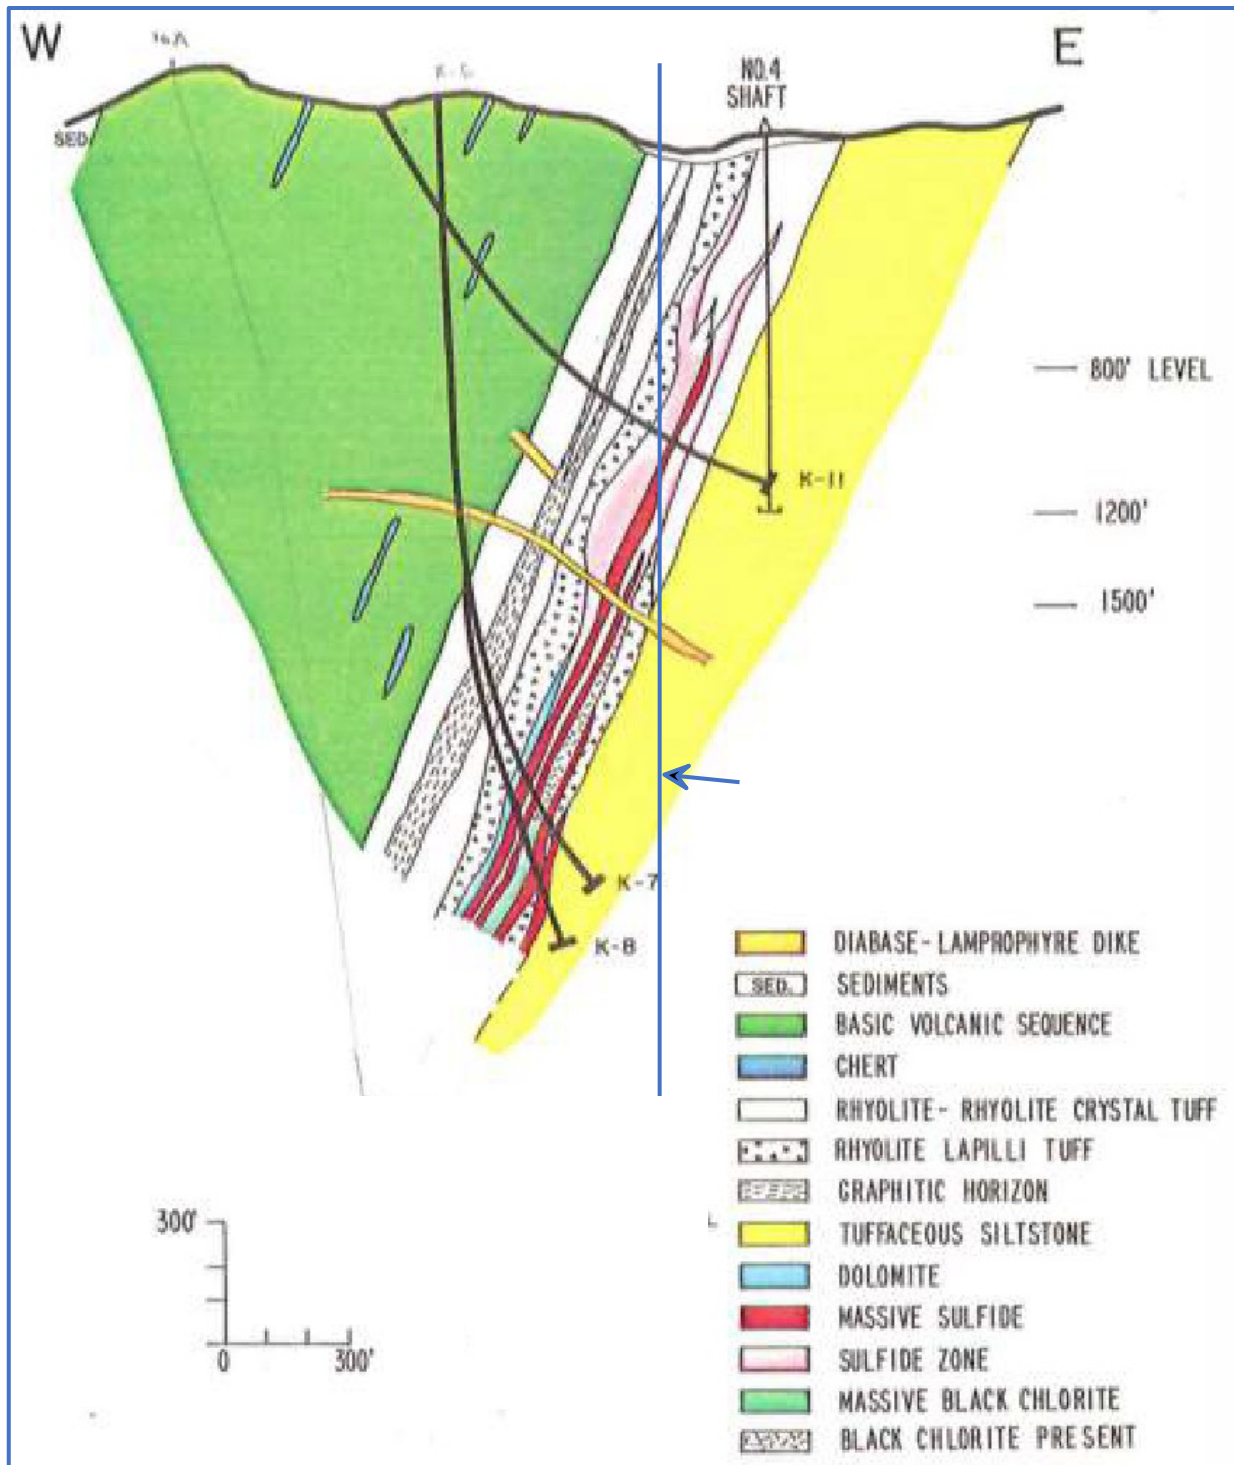 W
E
K-5
NO.4
SHAFT
SED.
800' LEVEL
K-11
1200'
1500'
K-7
K-8
DIABASE-LAMPROPHYRE DIKE
SED. SEDIMENTS
BASIC VOLCANIC SEQUENCE
CHERT
RHYOLITE- RHYOLITE CRYSTAL TUFF
RHYOLITE LAPILLI TUFF
GRAPHITIC HORIZON
TUFFACEOUS SILTSTONE
DOLOMITE
MASSIVE SULFIDE
SULFIDE ZONE
MASSIVE BLACK CHLORITE
BLACK CHLORITE PRESENT
300'
0 300'